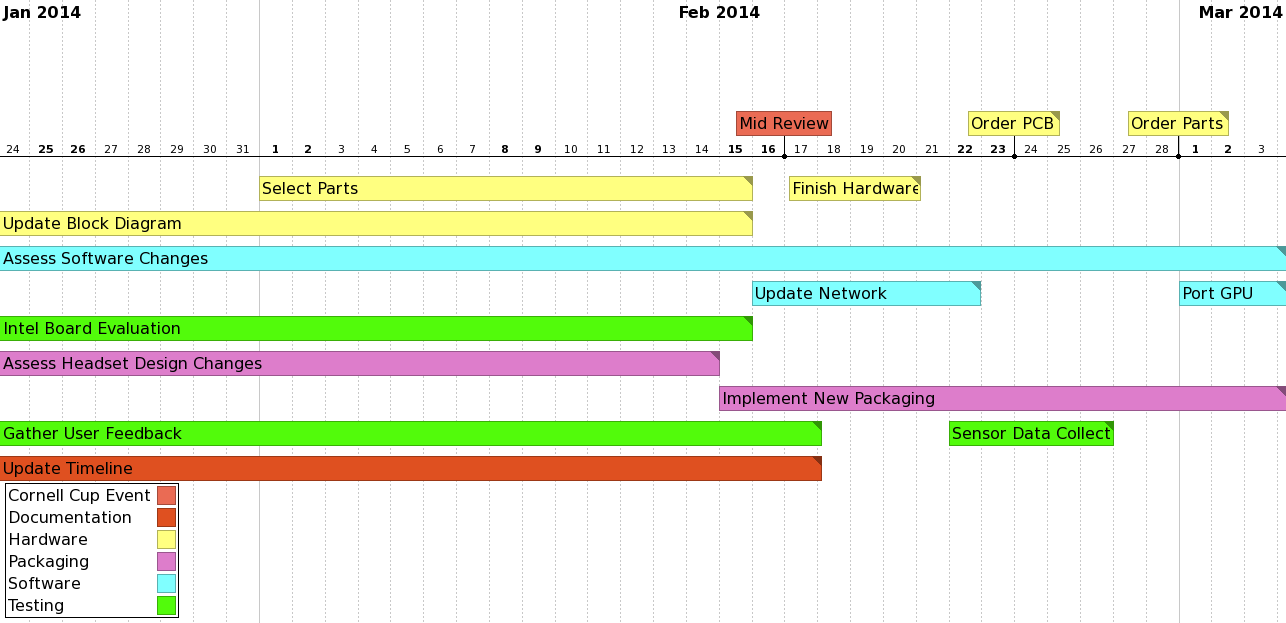 Jan 2014 Feb 2014 Mar 2014
Mid Review Order PCB Order Parts
24 25 26 27 28 29 30 31 1 2 3 4 5 6 7 8 9 10 11 12 13 14 15 16 17 18 19 20 21 22 23 24 25 26 27 28 1 2 3
Select Parts Finish Hardware
Update Block Diagram
Assess Software Changes
Update Network Port GPU
Intel Board Evaluation
Assess Headset Design Changes
Implement New Packaging
Gather User Feedback Sensor Data Collect
Update Timeline
Cornell Cup Event
Documentation
Hardware
Packaging
Software
Testing